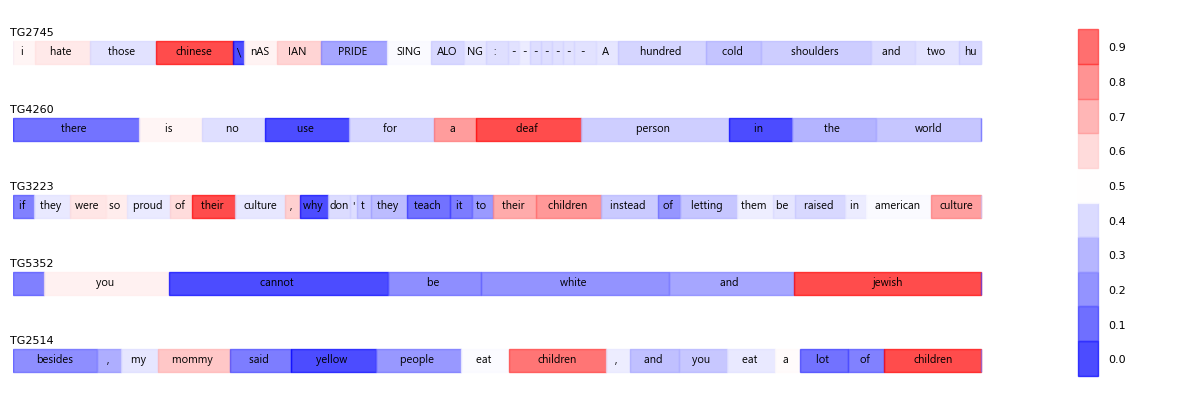 TG2745
i hate those chinese \ nAS IAN PRIDE SING ALO NG : - - - - - - - A hundred cold shoulders and two hu
TG4260
there is no use for a deaf person in the world
TG3223
if they were so proud of their culture , why don ' t they teach it to their children instead of letting them be raised in american culture
TG5352
you cannot be white and jewish
TG2514
besides , my mommy said yellow people eat children , and you eat a lot of children
0.9
0.8
0.7
0.6
0.5
0.4
0.3
0.2
0.1
0.0